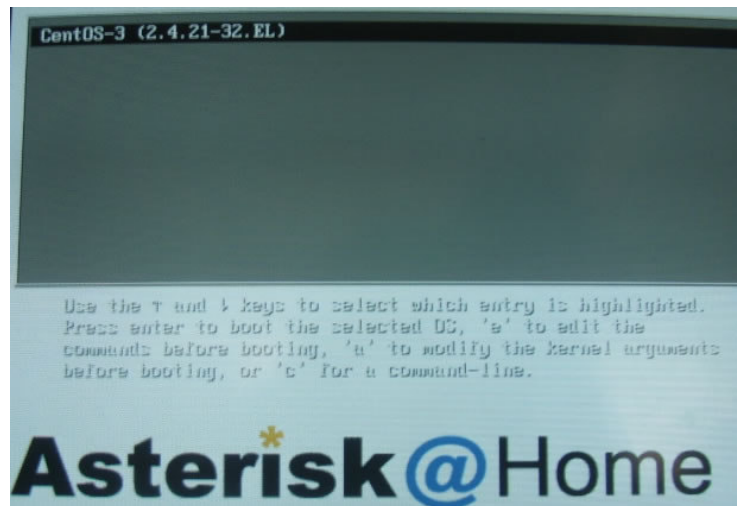 CentOS-3 (2.4.21-32.EL)
Use the ↑ and ↓ keys to select which entry is highlighted.
Press enter to boot the selected OS, 'e' to edit the
commands before booting, 'a' to modify the kernel arguments
before booting, or 'c' for a command-line.
Asterisk@Home